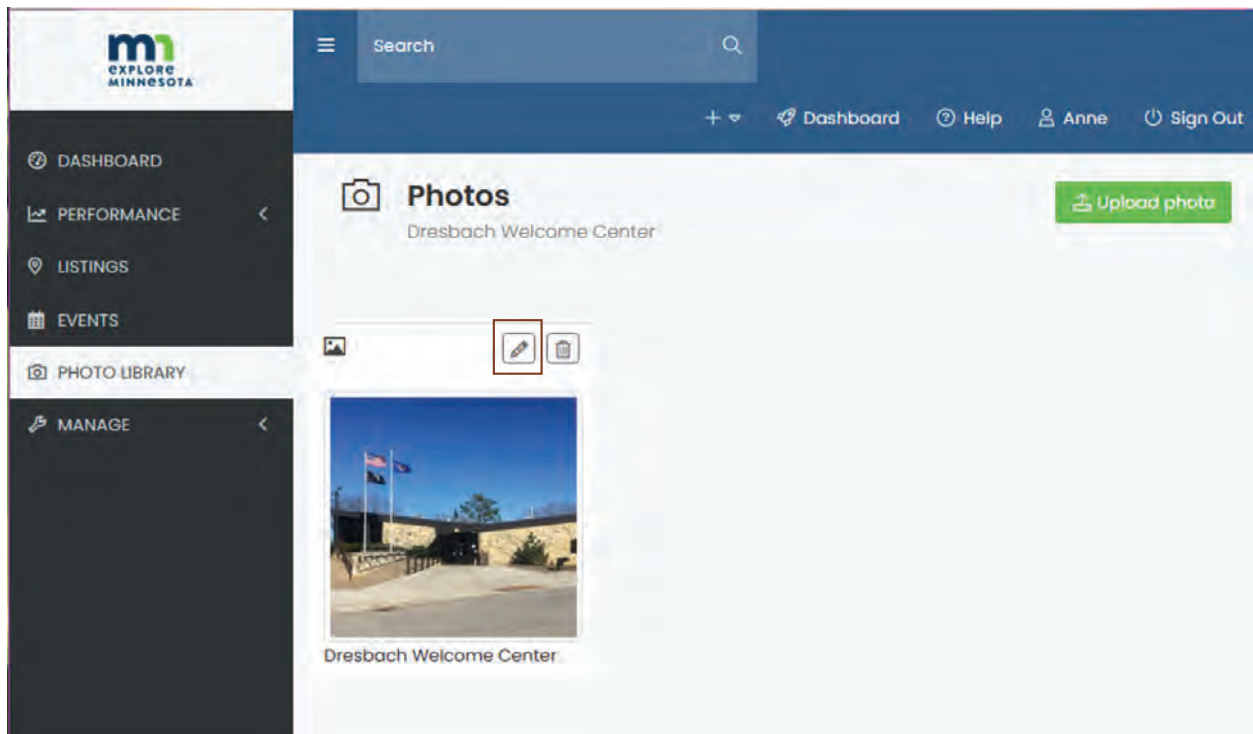 mn
EXPLORE
MINNESOTA
Search
Dashboard
Help
Anne
Sign Out
DASHBOARD
PERFORMANCE
LISTINGS
EVENTS
PHOTO LIBRARY
MANAGE
Photos
Dresbach Welcome Center
Upload photo
Dresbach Welcome Center